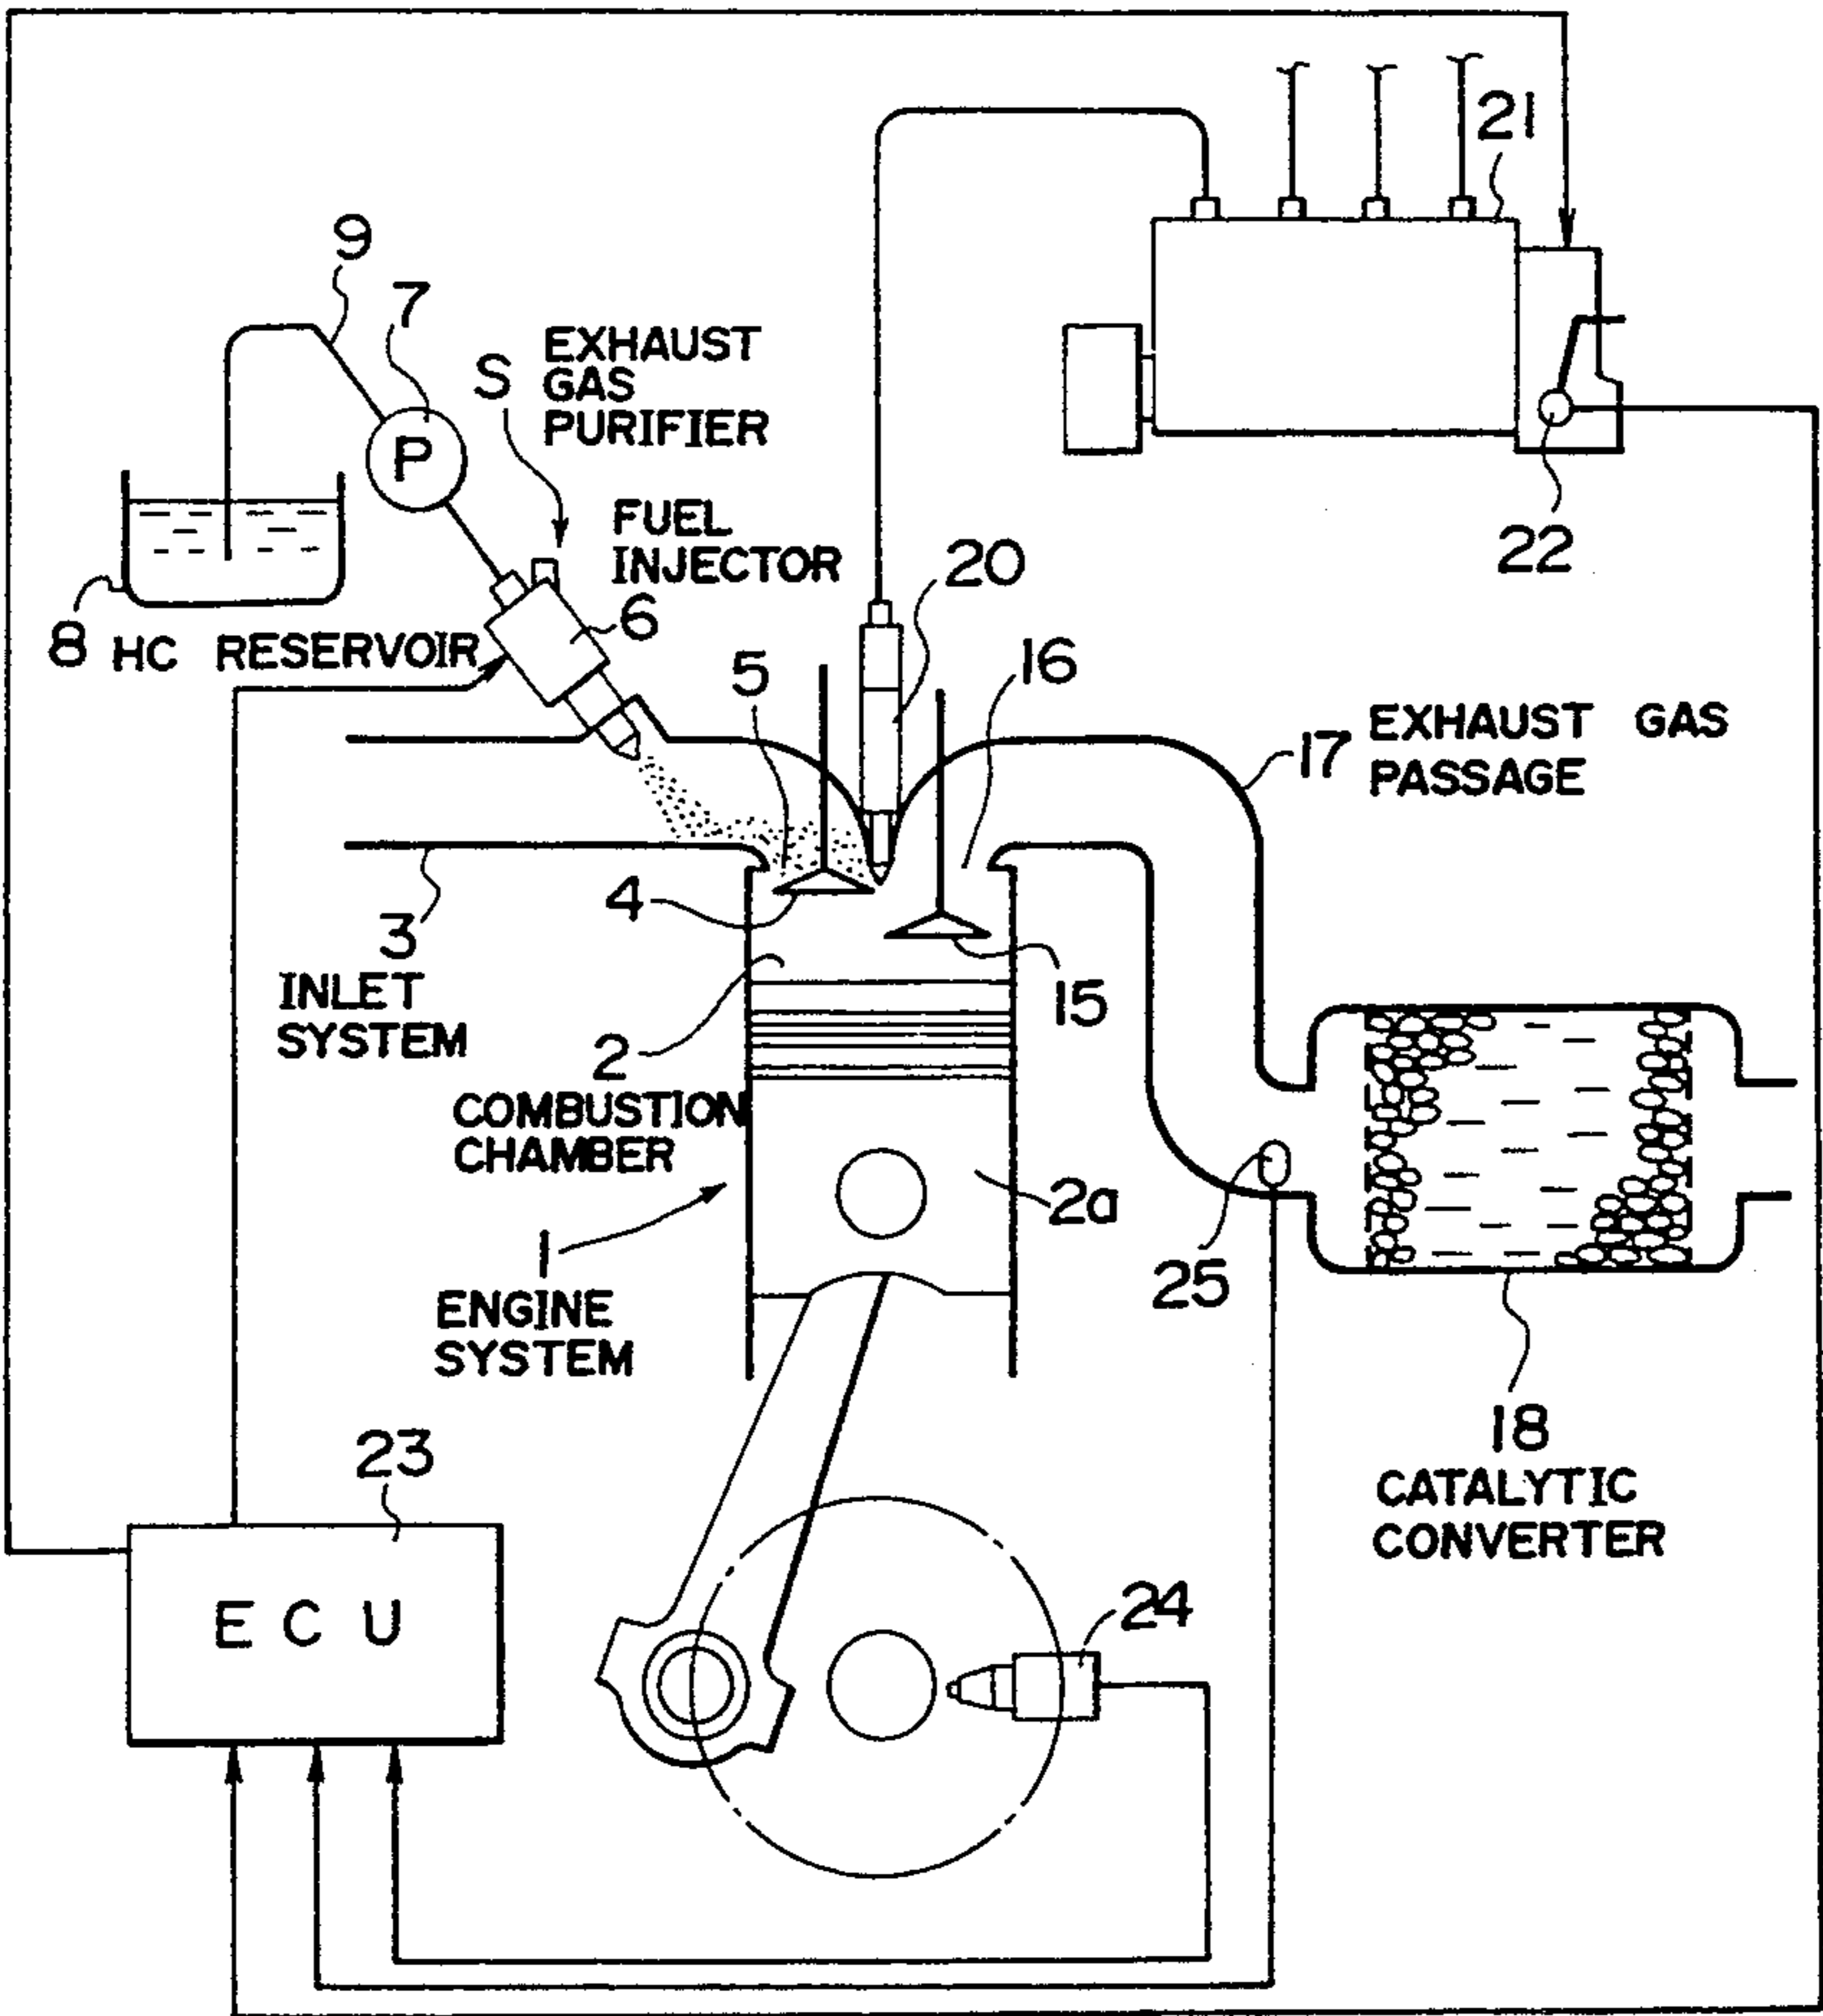 21
9
7
S EXHAUST
GAS
PURIFIER
P
FUEL
INJECTOR
6
20
22
8 HC RESERVOIR
5
16
17 EXHAUST GAS
PASSAGE
4
3
INLET
SYSTEM
15
2
COMBUSTION
CHAMBER
2a
1
ENGINE
SYSTEM
25
18
CATALYTIC
CONVERTER
23
ECU
24